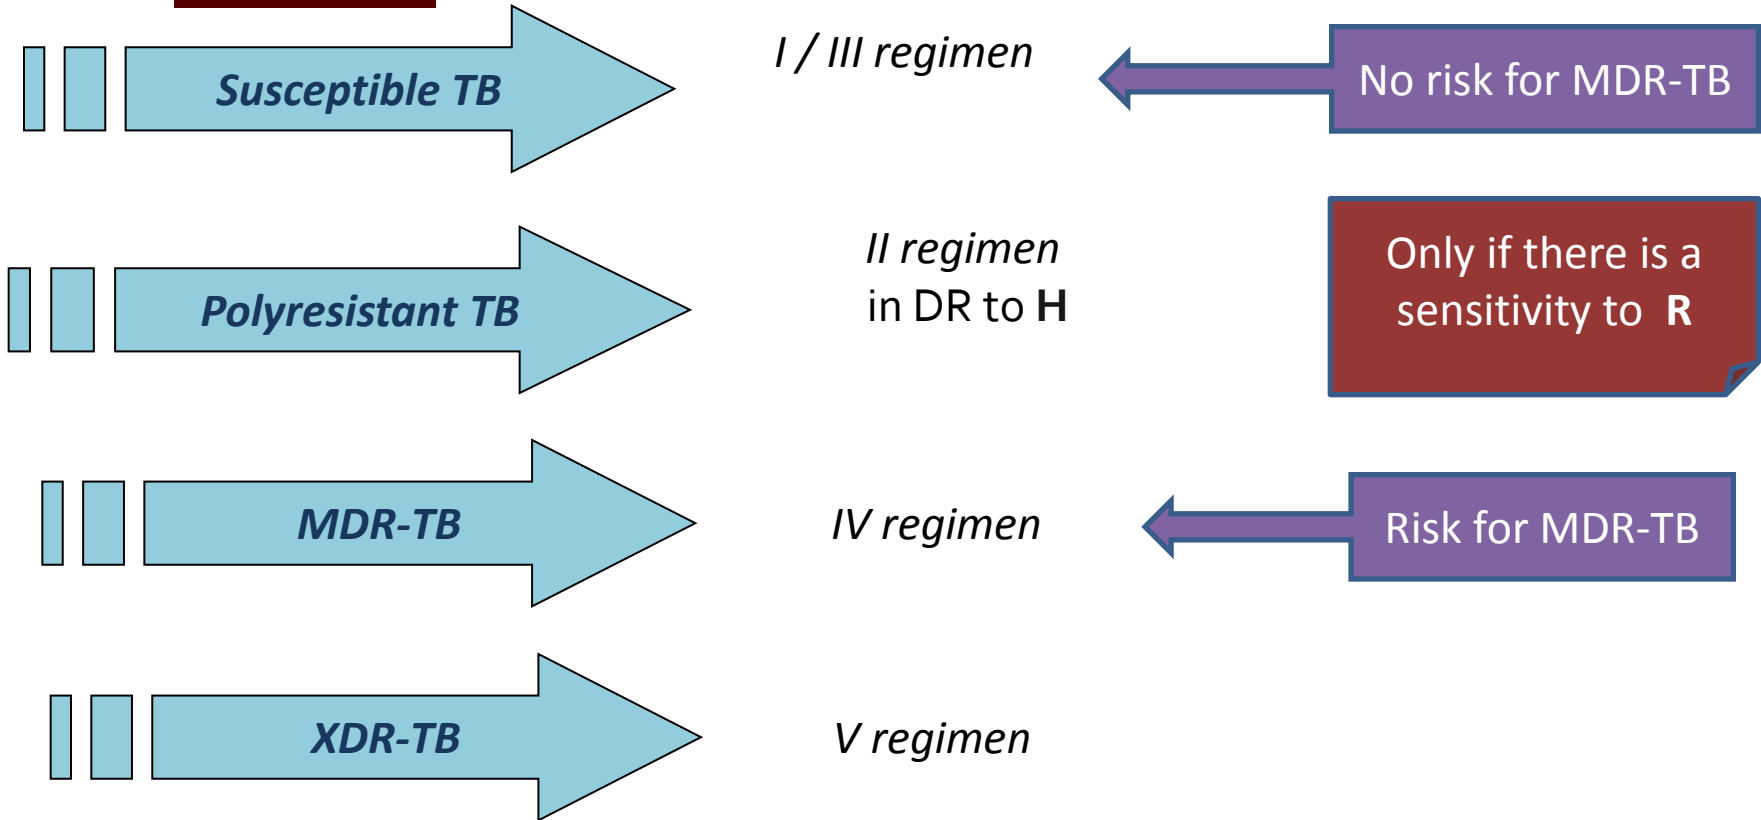 Susceptible TB
I / III regimen
No risk for MDR-TB
Polyresistant TB
II regimen
in DR to H
Only if there is a
sensitivity to R
MDR-TB
IV regimen
Risk for MDR-TB
XDR-TB
V regimen